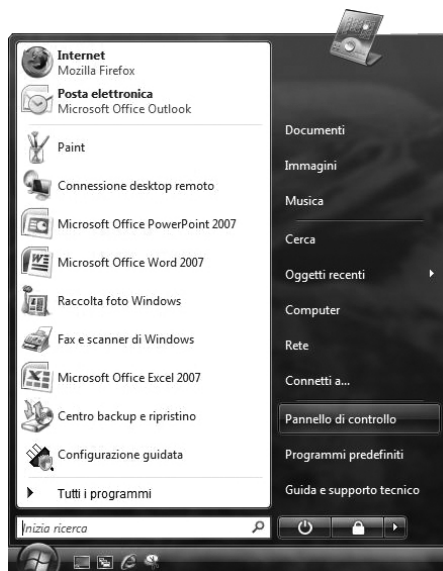 Internet
Mozilla Firefox
Posta elettronica
Microsoft Office Outlook
Paint
Connessione desktop remoto
Microsoft Office PowerPoint 2007
Microsoft Office Word 2007
Raccolta foto Windows
Fax e scanner di Windows
Microsoft Office Excel 2007
Centro backup e ripristino
Configurazione guidata
Tutti i programmi
Inizia ricerca
Documenti
Immagini
Musica
Cerca
Oggetti recenti
Computer
Rete
Connetti a...
Pannello di controllo
Programmi predefiniti
Guida e supporto tecnico